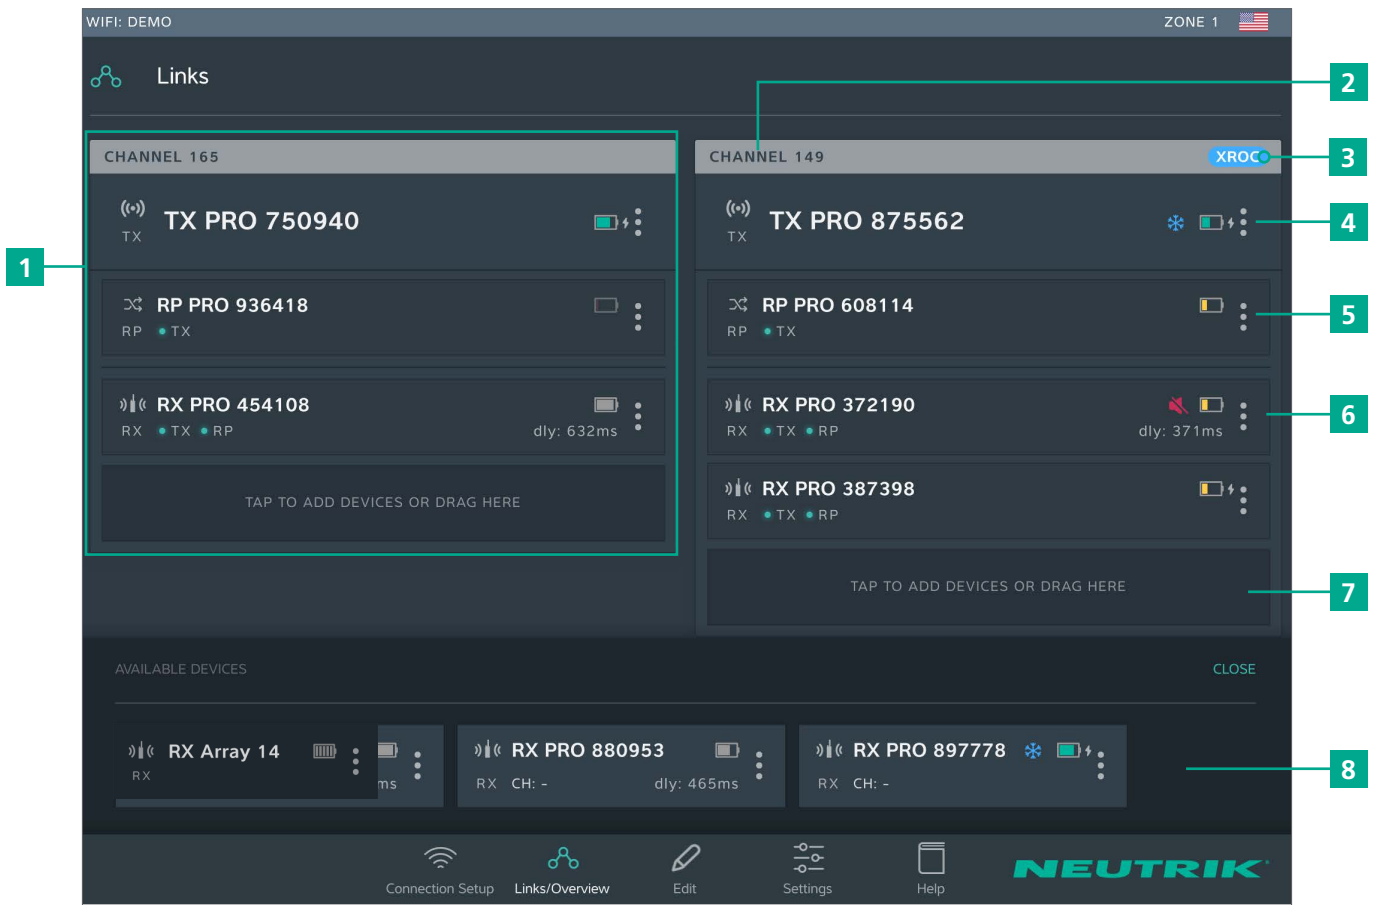 WIFI: DEMO
ZONE 1
Links
2
CHANNEL 165
CHANNEL 149
XROC
3
TX PRO 750940
TX
TX PRO 875562
TX
4
1
RP PRO 936418
RP TX
RP PRO 608114
RP TX
5
RX PRO 454108
RX TX RP
dly: 632ms
RX PRO 372190
RX TX RP
dly: 371ms
6
TAP TO ADD DEVICES OR DRAG HERE
RX PRO 387398
RX TX RP
TAP TO ADD DEVICES OR DRAG HERE
7
AVAILABLE DEVICES
CLOSE
RX Array 14
RX
ms
RX PRO 880953
RX CH: -
dly: 465ms
RX PRO 897778
RX CH: -
8
Connection Setup
Links/Overview
Edit
Settings
Help
NEUTRIK